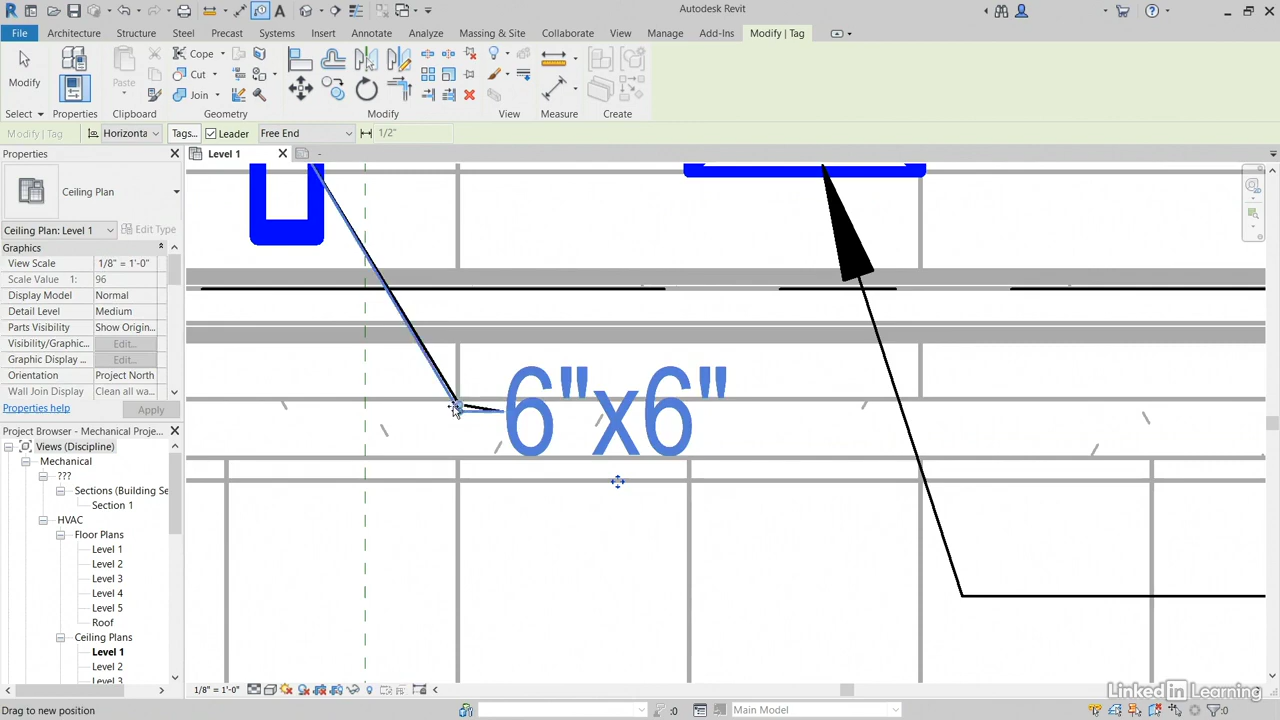 Autodesk Revit
File Architecture Structure Steel Precast Systems Insert Annotate Analyze Massing & Site Collaborate View Manage Add-Ins Modify | Tag
Modify
Paste
Cope
Cut
Join
Select Properties Clipboard Geometry Modify View Measure Create
Modify | Tag Horizonta Tags... Leader Free End 1/2"
Properties
Level 1
Ceiling Plan
Ceiling Plan: Level 1 Edit Type
Graphics
View Scale 1/8" = 1'-0"
Scale Value 1: 96
Display Model Normal
Detail Level Medium
Parts Visibility Show Origin...
Visibility/Graphic... Edit...
Graphic Display ... Edit...
Orientation Project North
Wall Join Display Clean all wa...
Properties help Apply
6"x6"
Project Browser - Mechanical Proje...
Views (Discipline)
Mechanical
???
Sections (Building Se
Section 1
HVAC
Floor Plans
Level 1
Level 2
Level 3
Level 4
Level 5
Roof
Ceiling Plans
Level 1
Level 2
Level 3
1/8" = 1'-0"
LinkedIn Learning
Drag to new position :0 Main Model :0